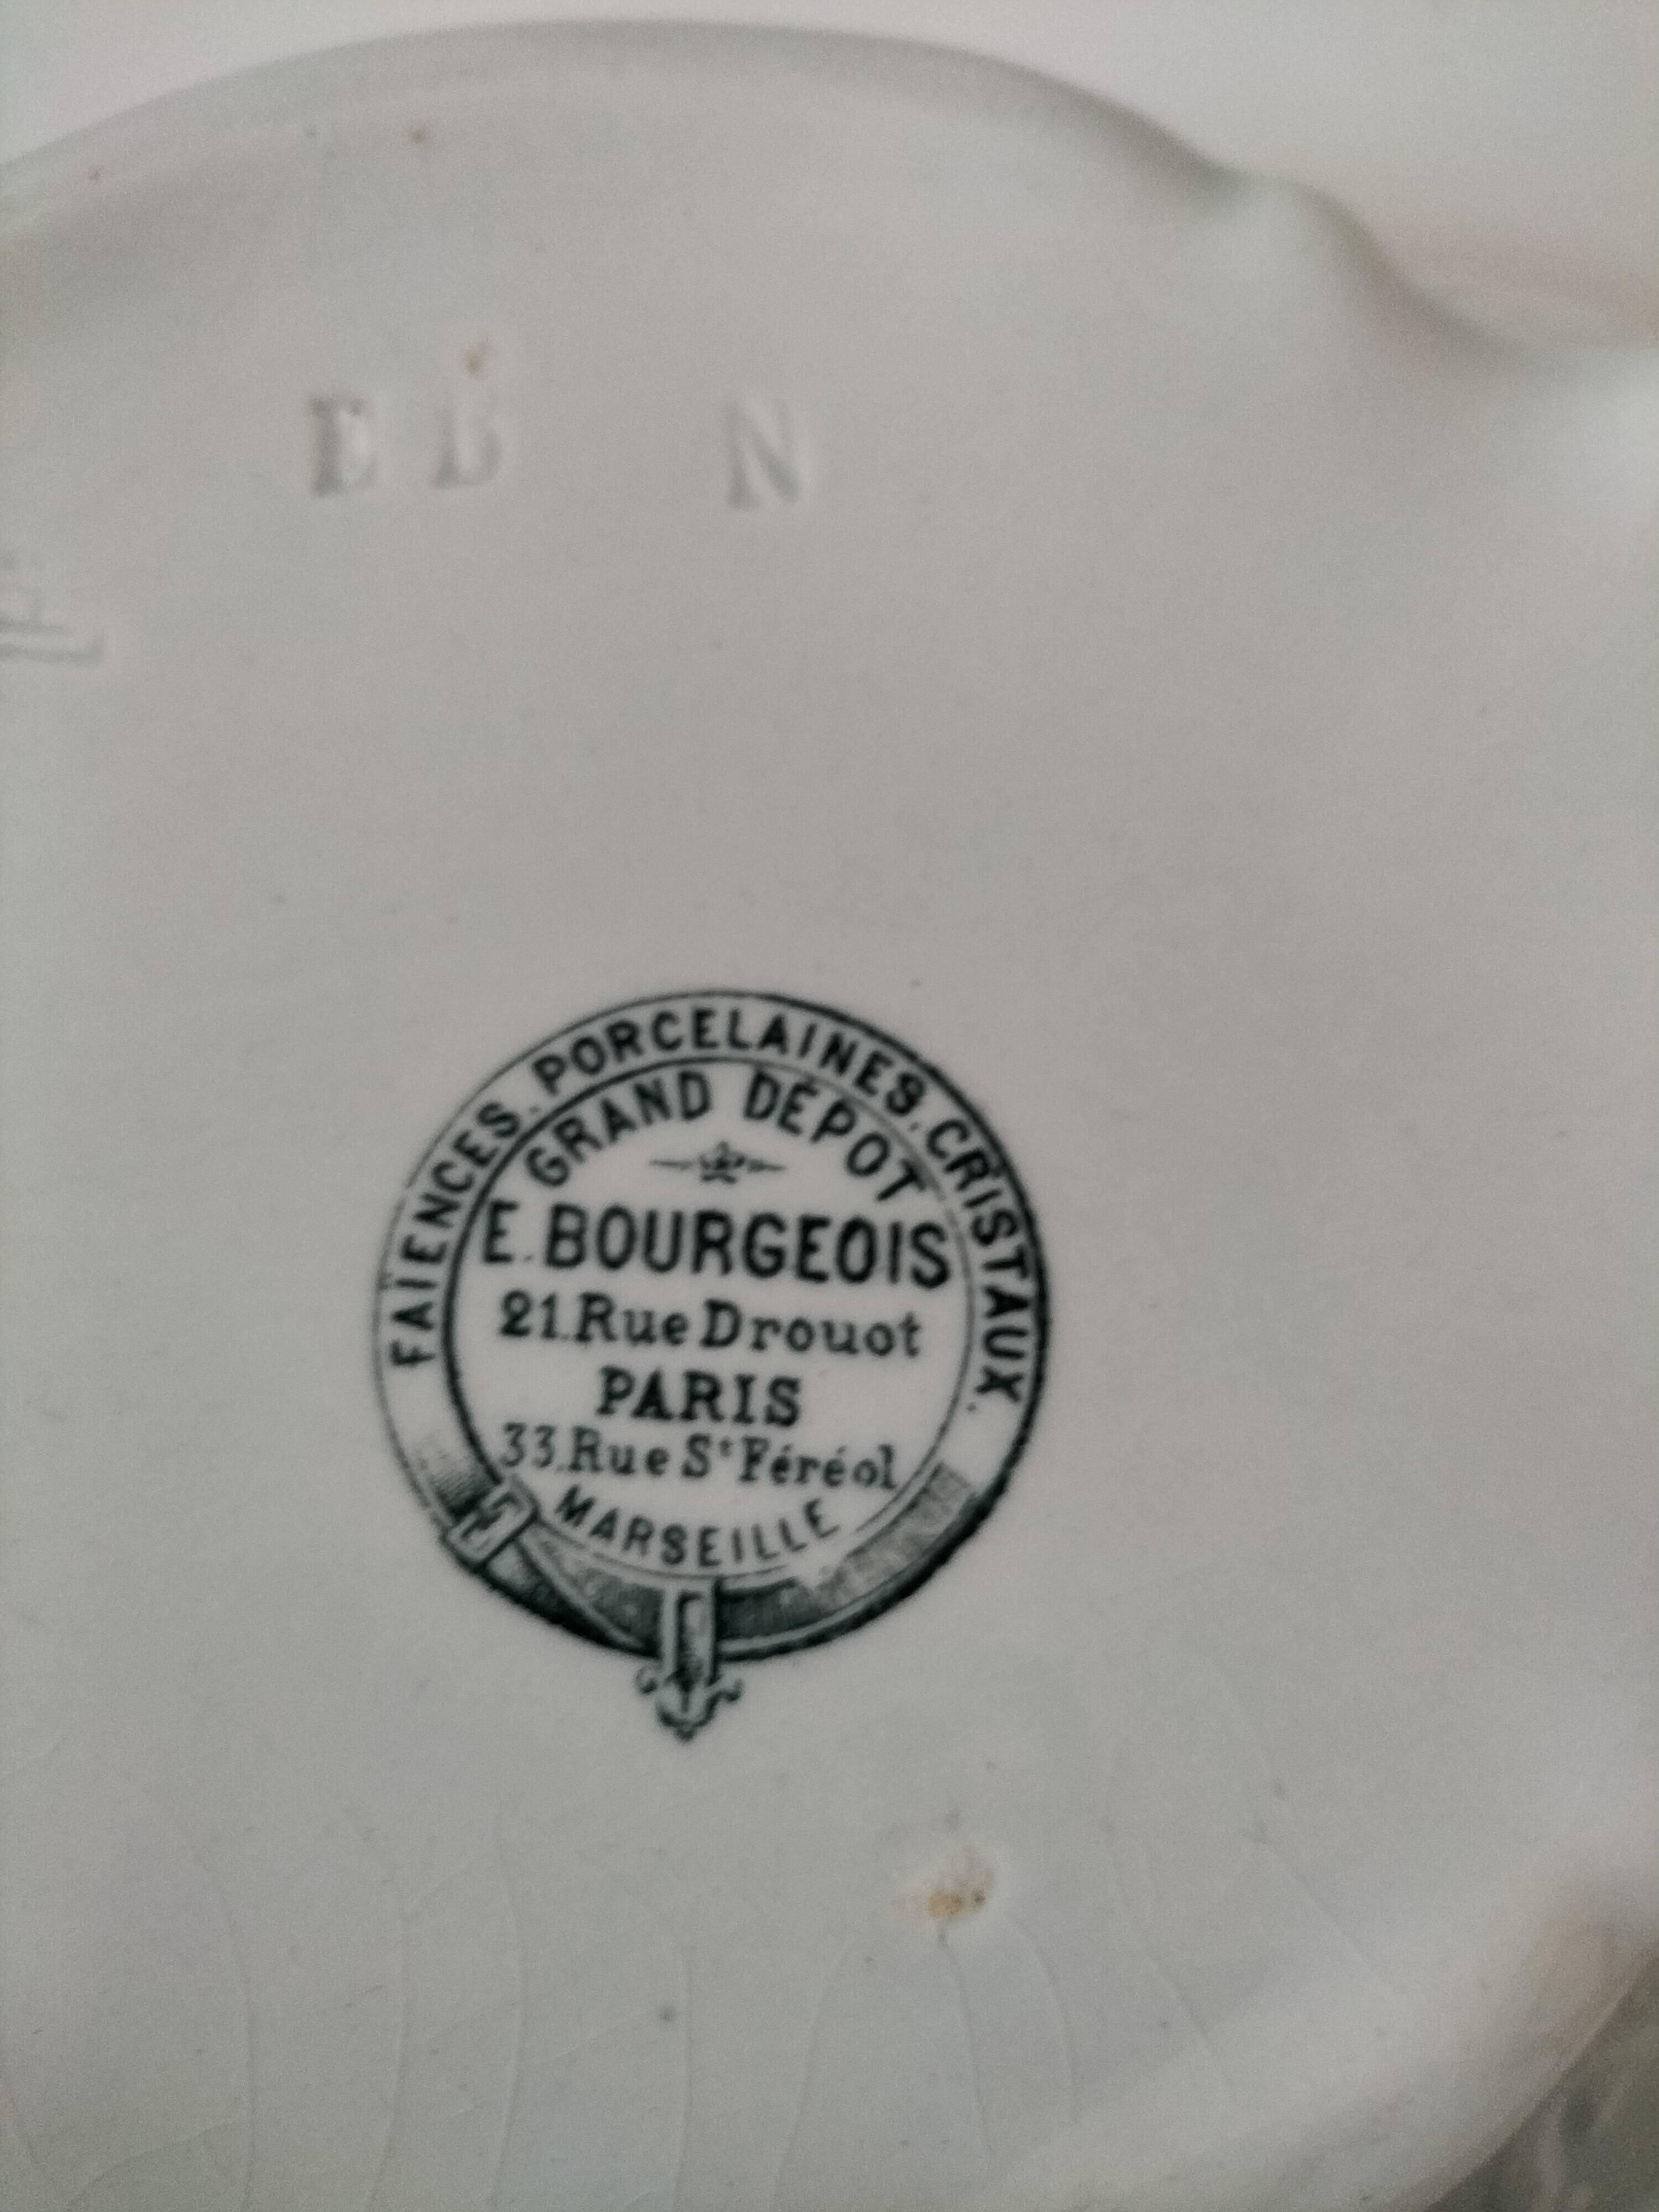 E B N
FAÏENCES. PORCELAINES. CRISTAUX.
GRAND DÉPOT
E. BOURGEOIS
21. Rue Drouot
PARIS
33. Rue St Féréol
MARSEILLE